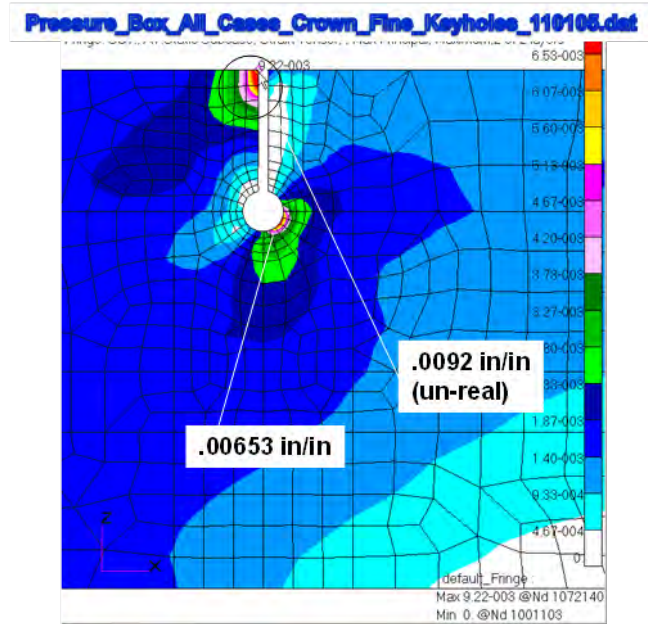 Pressure_Box_All_Cases_Crown_Fine_Keyholes_110105.dat
9.22-003
6.53-003
6.07-003
5.60-003
5.13-003
4.67-003
4.20-003
3.73-003
3.27-003
1.87-003
1.40-003
9.33-004
4.67-004
0
.0092 in/in
(un-real)
.00653 in/in
Z
X
default_Fringe :
Max 9.22-003 @Nd 1072140
Min 0. @Nd 1001103